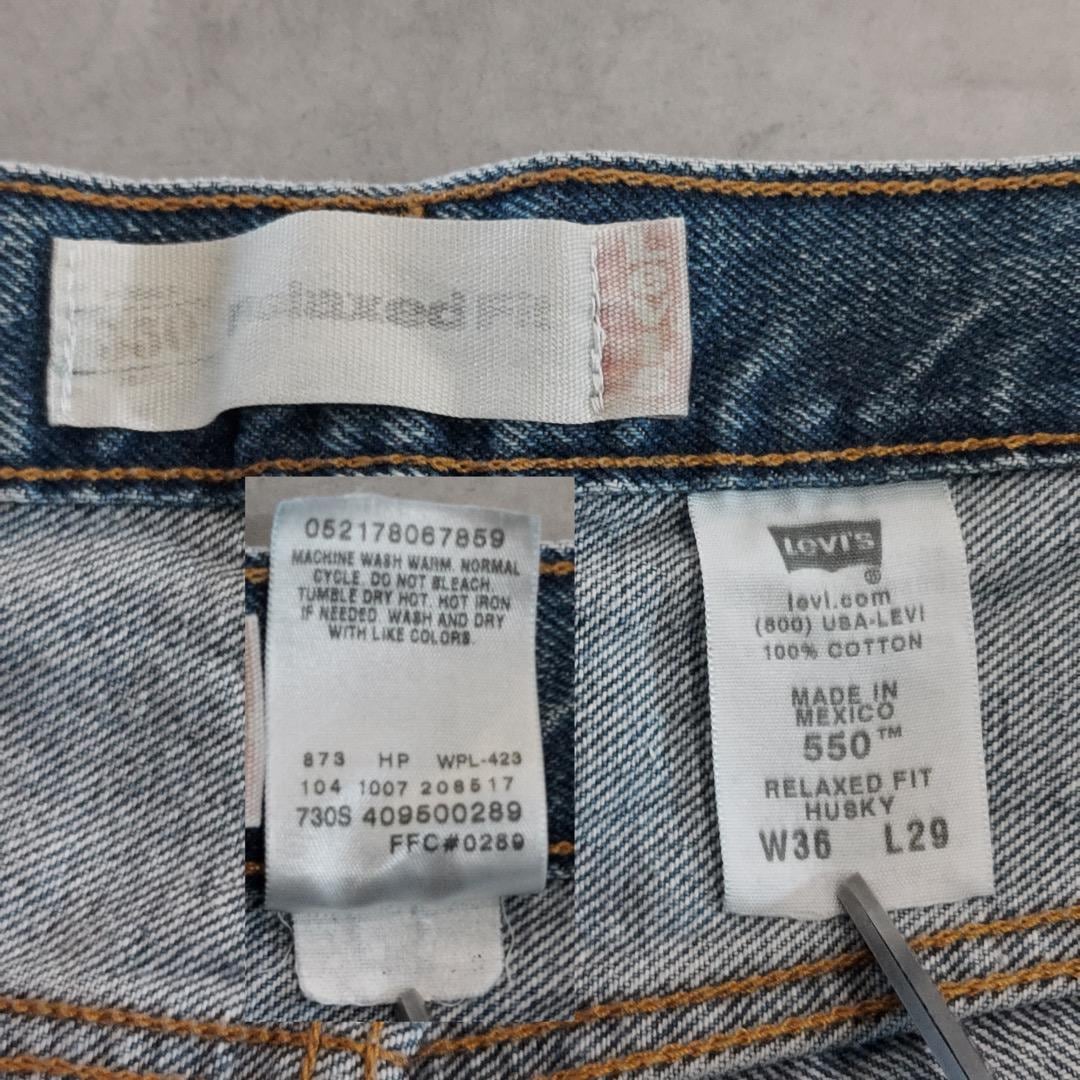 550 relaxed Fit
052178067859
MACHINE WASH WARM. NORMAL
CYCLE. DO NOT BLEACH.
TUMBLE DRY HOT. HOT IRON
IF NEEDED. WASH AND DRY
WITH LIKE COLORS.
873 HP WPL-423
104 1007 208517
730S 409500289
FFC#0289
Levi's
®
levi.com
(800) USA-LEVI
100% COTTON
MADE IN
MEXICO
550™
RELAXED FIT
HUSKY
W36 L29